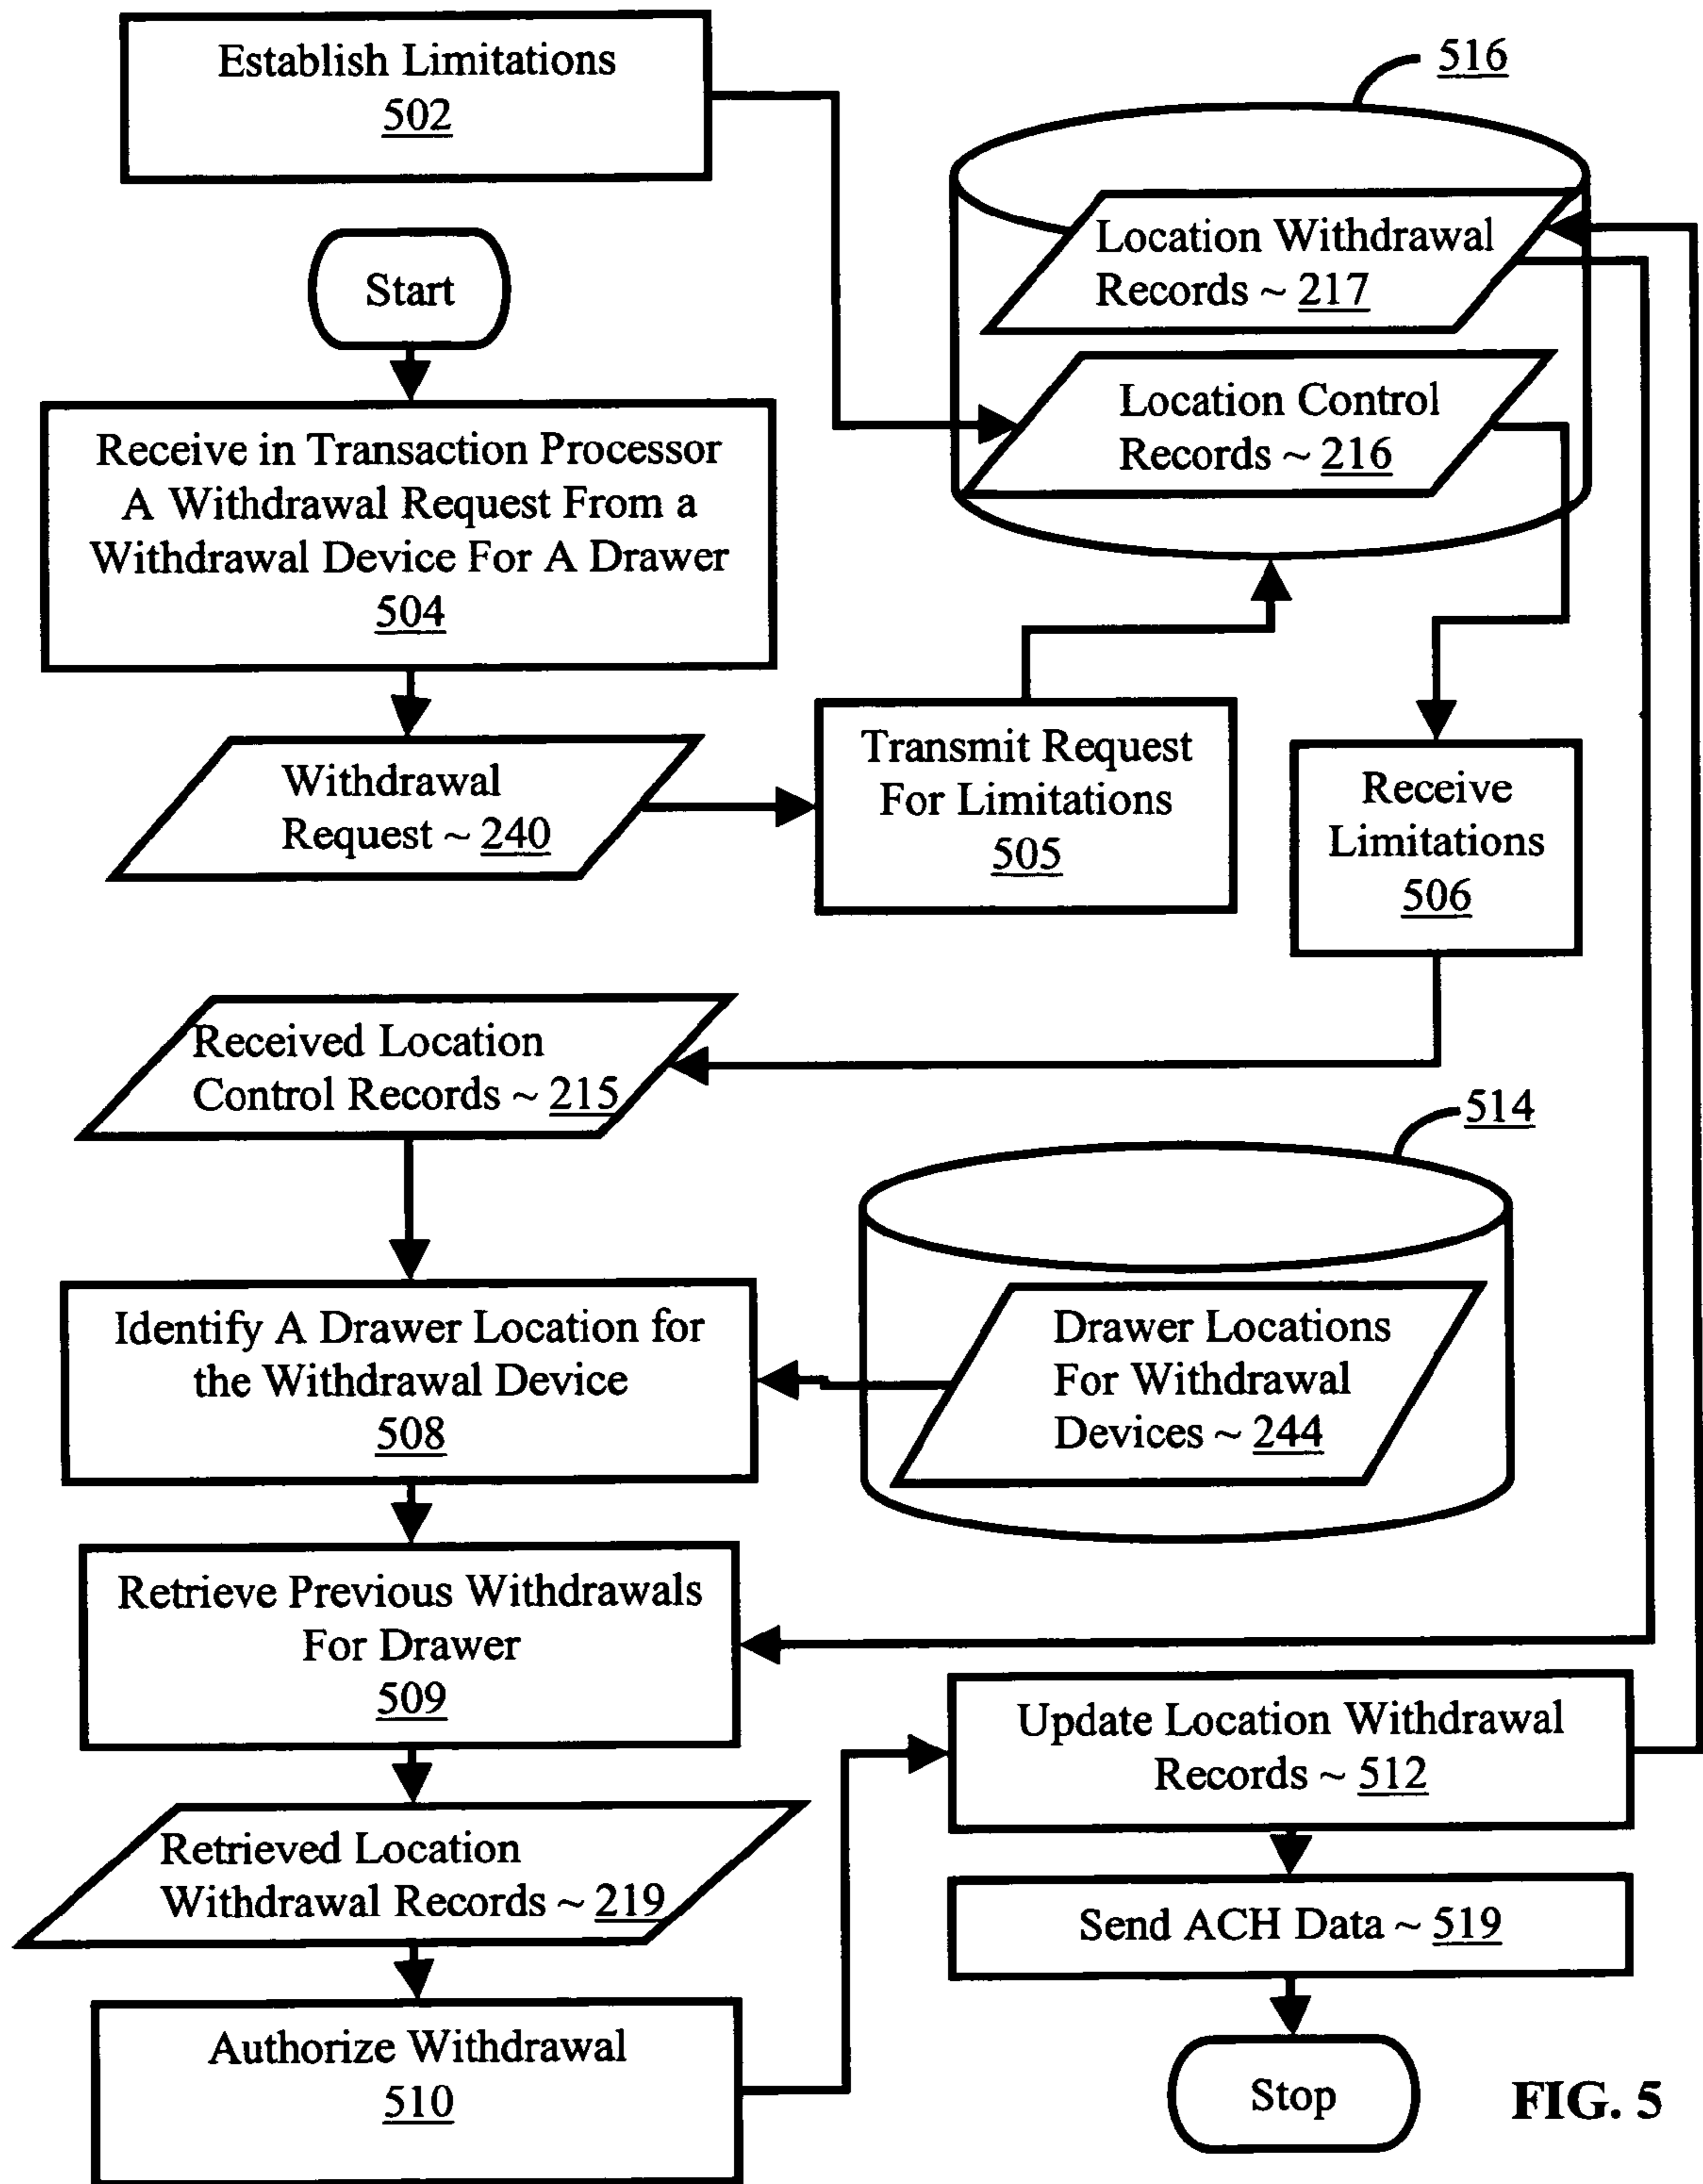 Establish Limitations
502
516
Location Withdrawal
Records ~ 217
Start
Location Control
Records ~ 216
Receive in Transaction Processor
A Withdrawal Request From a
Withdrawal Device For A Drawer
504
Withdrawal
Request ~ 240
Transmit Request
For Limitations
505
Receive
Limitations
506
Received Location
Control Records ~ 215
514
Identify A Drawer Location for
the Withdrawal Device
508
Drawer Locations
For Withdrawal
Devices ~ 244
Retrieve Previous Withdrawals
For Drawer
509
Update Location Withdrawal
Records ~ 512
Retrieved Location
Withdrawal Records ~ 219
Send ACH Data ~ 519
Authorize Withdrawal
510
Stop
FIG. 5